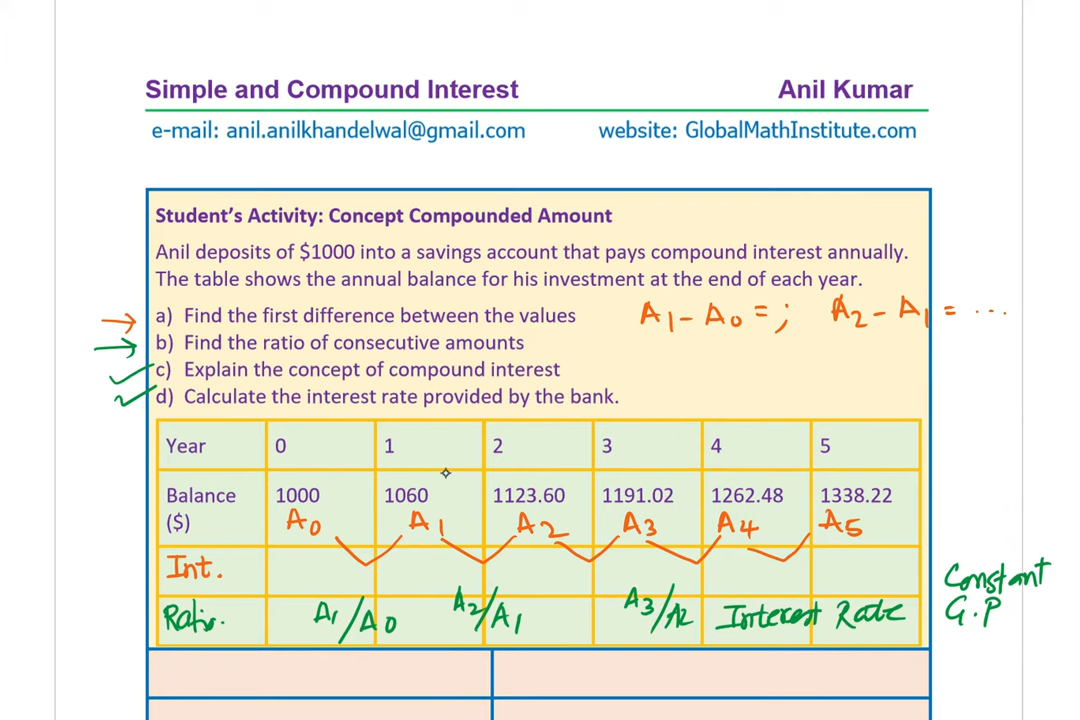 Simple and Compound Interest Anil Kumar
e-mail: anil.anilkhandelwal@gmail.com website: GlobalMathInstitute.com
Student's Activity: Concept Compounded Amount
Anil deposits of $1000 into a savings account that pays compound interest annually.
The table shows the annual balance for his investment at the end of each year.
a) Find the first difference between the values A1 - A0 = ; A2 - A1 = ...
b) Find the ratio of consecutive amounts
c) Explain the concept of compound interest
d) Calculate the interest rate provided by the bank.
Year 0 1 2 3 4 5
Balance 1000 1060 1123.60 1191.02 1262.48 1338.22
($) A0 A1 A2 A3 A4 A5
Int.
Constant
Ratio. A1/A0 A2/A1 A3/A2 Interest Rate G.P